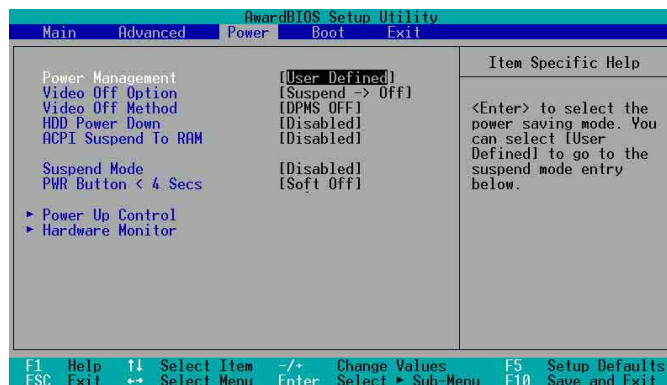 AwardBIOS Setup Utility
Main Advanced Power Boot Exit
Item Specific Help
Power Management [User Defined]
Video Off Option [Suspend -> Off]
Video Off Method [DPMS OFF]
HDD Power Down [Disabled]
ACPI Suspend To RAM [Disabled]
Suspend Mode [Disabled]
PWR Button < 4 Secs [Soft Off]
► Power Up Control
► Hardware Monitor
<Enter> to select the
power saving mode. You
can select [User
Defined] to go to the
suspend mode entry
below.
F1 Help ↑↓ Select Item -/+ Change Values F5 Setup Defaults
ESC Exit ←→ Select Menu Enter Select ► Sub-Menu F10 Save and Exit